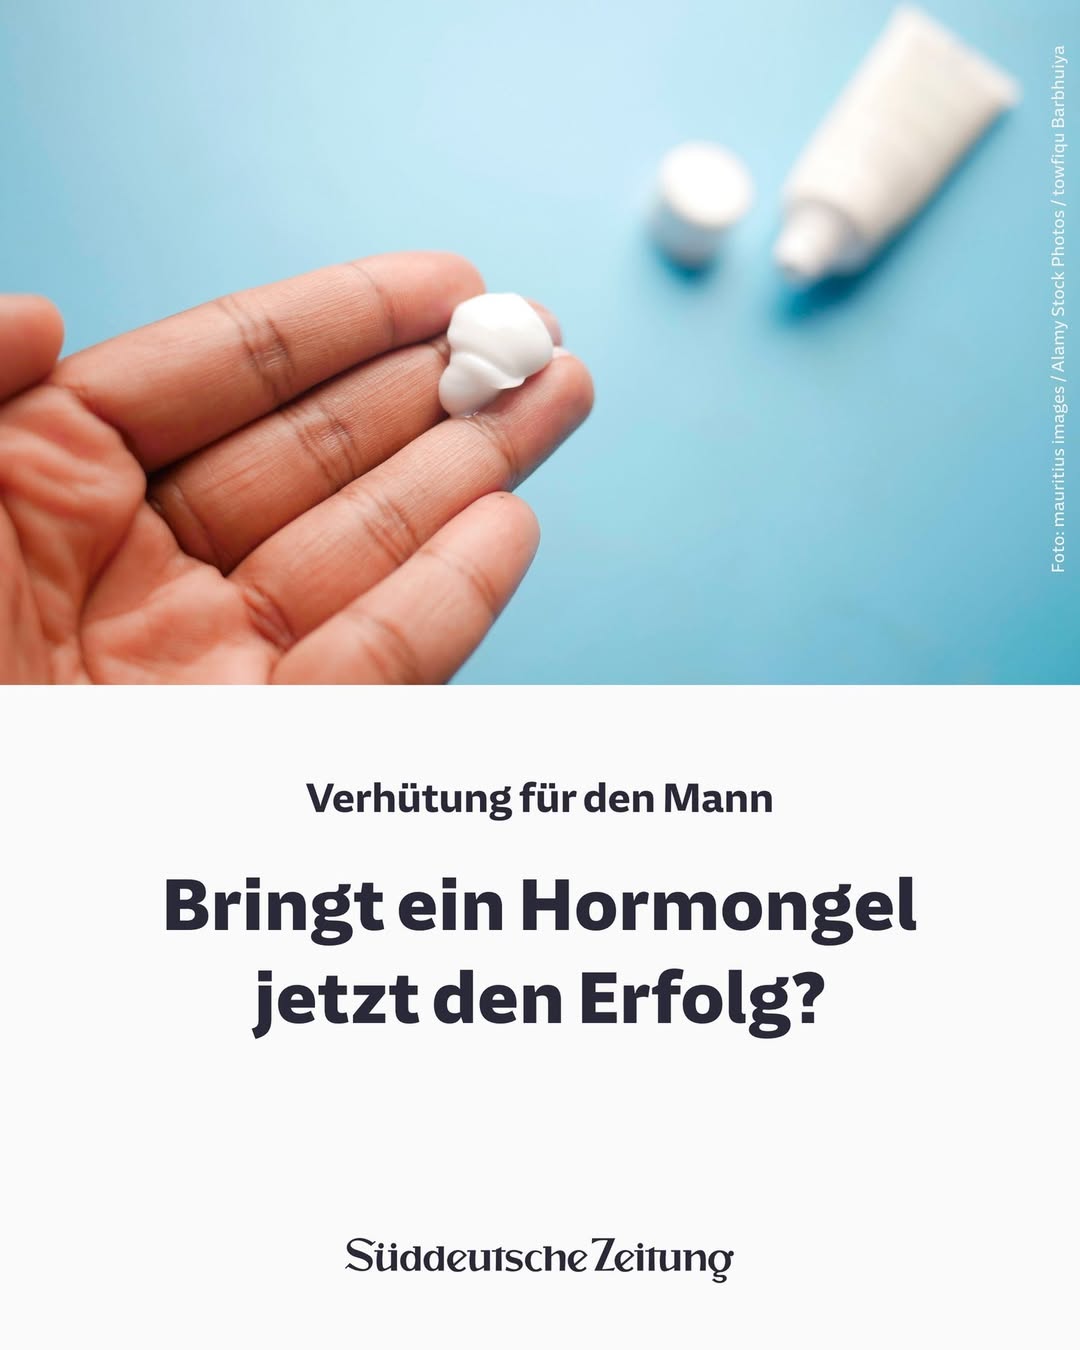 Foto: mauritius images / Alamy Stock Photos / towfiqu Barbhuiya
Verhütung für den Mann
Bringt ein Hormongel
jetzt den Erfolg?
Süddeutsche Zeitung